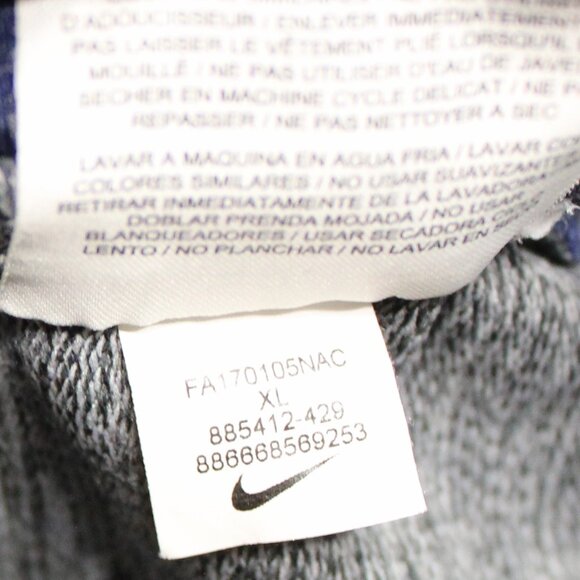 D'ADOUCISSEUR / ENLEVER IMMÉDIATEMENT
PAS LAISSER LE VÊTEMENT PLIÉ LORSQU'IL
MOUILLÉ / NE PAS UTILISER D'EAU DE JAVEL
SÉCHER EN MACHINE CYCLE DÉLICAT / NE PAS
REPASSER / NE PAS NETTOYER A SEC
LAVAR A MAQUINA EN AGUA FRIA / LAVAR CON
COLORES SIMILARES / NO USAR SUAVIZANTE
RETIRAR INMEDIATAMENTE DE LA LAVADORA
DOBLAR PRENDA MOJADA / NO USAR
BLANQUEADORES / USAR SECADORA
LENTO / NO PLANCHAR / NO LAVAR EN
FA170105NAC
XL
885412-429
886668569253